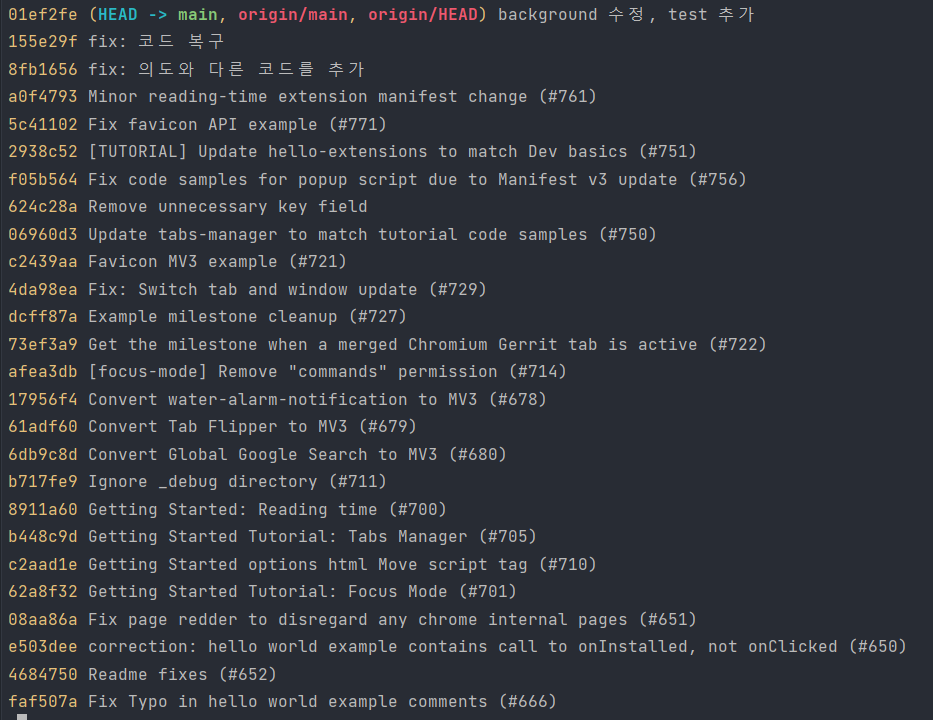 01ef2fe (HEAD -> main, origin/main, origin/HEAD) background 수정, test 추가
155e29f fix: 코드 복구
8fb1656 fix: 의도와 다른 코드를 추가
a0f4793 Minor reading-time extension manifest change (#761)
5c41102 Fix favicon API example (#771)
2938c52 [TUTORIAL] Update hello-extensions to match Dev basics (#751)
f05b564 Fix code samples for popup script due to Manifest v3 update (#756)
624c28a Remove unnecessary key field
06960d3 Update tabs-manager to match tutorial code samples (#750)
c2439aa Favicon MV3 example (#721)
4da98ea Fix: Switch tab and window update (#729)
dcff87a Example milestone cleanup (#727)
73ef3a9 Get the milestone when a merged Chromium Gerrit tab is active (#722)
afea3db [focus-mode] Remove "commands" permission (#714)
17956f4 Convert water-alarm-notification to MV3 (#678)
61adf60 Convert Tab Flipper to MV3 (#679)
6db9c8d Convert Global Google Search to MV3 (#680)
b717fe9 Ignore _debug directory (#711)
8911a60 Getting Started: Reading time (#700)
b448c9d Getting Started Tutorial: Tabs Manager (#705)
c2aad1e Getting Started options html Move script tag (#710)
62a8f32 Getting Started Tutorial: Focus Mode (#701)
08aa86a Fix page redder to disregard any chrome internal pages (#651)
e503dee correction: hello world example contains call to onInstalled, not onClicked (#650)
4684750 Readme fixes (#652)
faf507a Fix Typo in hello world example comments (#666)